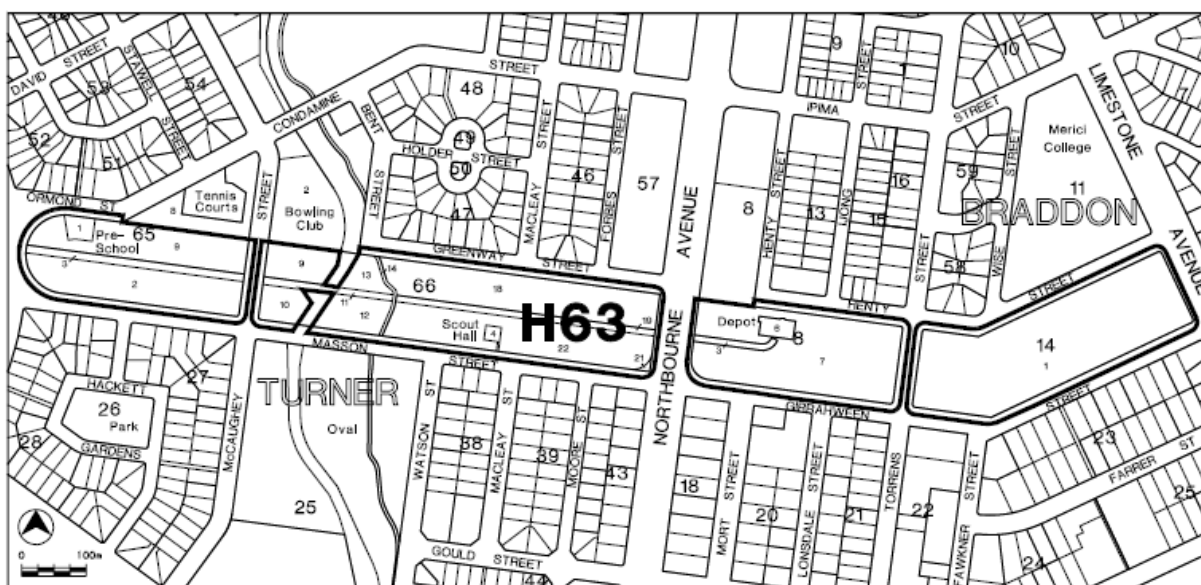 DAVID STREET
STAWELL STREET
54
53
52
51
CONDAMINE STREET
BENT STREET
48
49
HOLDER STREET
50
47
MACLEAY STREET
46
FORBES STREET
57
NORTHBOURNE AVENUE
9
STREET
1
10
IPIMA STREET
LIMESTONE AVENUE
8
HENTY STREET
13
16
15
STREET
59
58
WISE STREET
Merici
College
11
BRADDON
ORMOND ST
Tennis
Courts
8
STREET
2
Bowling
Club
1
Pre-
School
65
9
3
2
9
10
11
12
13
14
66
18
GREENWAY STREET
H63
Scout
Hall
4
22
19
21
Depot
6
8
3
7
HENTY STREET
14
1
MASSON STREET
TURNER
GIRRAHWEEN STREET
HACKETT
26
Park
GARDENS
27
28
McCAUGHEY
Oval
25
WATSON ST
38
MACLEAY ST
39
MOORE ST
43
GOULD STREET
44
18
MORT STREET
20
LONSDALE STREET
21
TORRENS
22
FAWKNER STREET
23
FARRER ST
24
25
0 100m